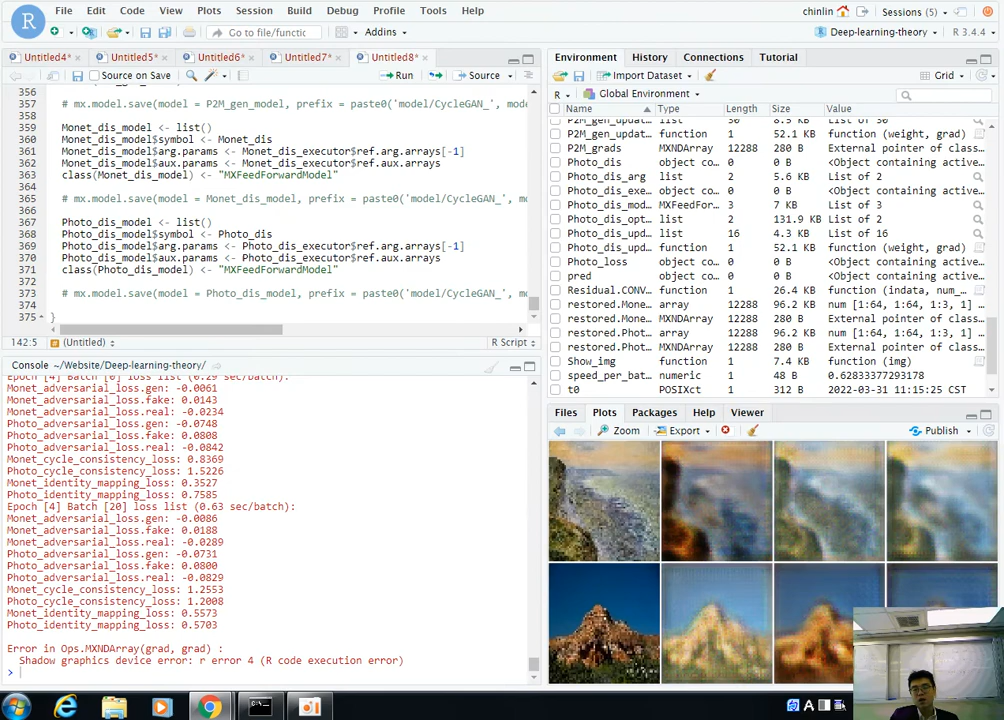 File Edit Code View Plots Session Build Debug Profile Tools Help
chinlin Sessions (5)
Go to file/functic Addins
Deep-learning-theory R 3.4.4
Untitled4* Untitled5* Untitled6* Untitled7* Untitled8*
Source on Save Run Source
356
357 # mx.model.save(model = P2M_gen_model, prefix = paste0('model/CycleGAN_', mode
358
359 Monet_dis_model <- list()
360 Monet_dis_model$symbol <- Monet_dis
361 Monet_dis_model$arg.params <- Monet_dis_executor$ref.arg.arrays[-1]
362 Monet_dis_model$aux.params <- Monet_dis_executor$ref.aux.arrays
363 class(Monet_dis_model) <- "MXFeedForwardModel"
364
365 # mx.model.save(model = Monet_dis_model, prefix = paste0('model/CycleGAN_', mo
366
367 Photo_dis_model <- list()
368 Photo_dis_model$symbol <- Photo_dis
369 Photo_dis_model$arg.params <- Photo_dis_executor$ref.arg.arrays[-1]
370 Photo_dis_model$aux.params <- Photo_dis_executor$ref.aux.arrays
371 class(Photo_dis_model) <- "MXFeedForwardModel"
372
373 # mx.model.save(model = Photo_dis_model, prefix = paste0('model/CycleGAN_', mo
374
375 }
142:5 (Untitled) R Script
Console ~/Website/Deep-learning-theory/
Epoch [4] Batch [0] loss list (0.29 sec/batch):
Monet_adversarial_loss.gen: -0.0061
Monet_adversarial_loss.fake: 0.0143
Monet_adversarial_loss.real: -0.0234
Photo_adversarial_loss.gen: -0.0748
Photo_adversarial_loss.fake: 0.0808
Photo_adversarial_loss.real: -0.0842
Monet_cycle_consistency_loss: 0.8369
Photo_cycle_consistency_loss: 1.5226
Monet_identity_mapping_loss: 0.3527
Photo_identity_mapping_loss: 0.7585
Epoch [4] Batch [20] loss list (0.63 sec/batch):
Monet_adversarial_loss.gen: -0.0086
Monet_adversarial_loss.fake: 0.0188
Monet_adversarial_loss.real: -0.0289
Photo_adversarial_loss.gen: -0.0731
Photo_adversarial_loss.fake: 0.0800
Photo_adversarial_loss.real: -0.0829
Monet_cycle_consistency_loss: 1.2553
Photo_cycle_consistency_loss: 1.2008
Monet_identity_mapping_loss: 0.5573
Photo_identity_mapping_loss: 0.5703
Error in Ops.MXNDArray(grad, grad) :
Shadow graphics device error: r error 4 (R code execution error)
>
Environment History Connections Tutorial
Import Dataset Grid
R Global Environment
Name Type Length Size Value
list 30 8.5 KB List of 30
P2M_gen_updat… function 1 52.1 KB function (weight, grad)
P2M_grads MXNDArray 12288 280 B External pointer of class…
Photo_dis object co… 0 0 B <Object containing active…
Photo_dis_arg list 2 5.6 KB List of 2
Photo_dis_exe… object co… 0 0 B <Object containing active…
Photo_dis_mod… MXFeedFor… 3 7 KB List of 3
Photo_dis_opt… list 2 131.9 KB List of 2
Photo_dis_upd… list 16 4.3 KB List of 16
Photo_dis_upd… function 1 52.1 KB function (weight, grad)
Photo_loss object co… 0 0 B <Object containing active…
pred object co… 0 0 B <Object containing active…
Residual.CONV… function 1 26.4 KB function (indata, num_…
restored.Mone… array 12288 96.2 KB num [1:64, 1:64, 1:3, 1]
restored.Mone… MXNDArray 12288 280 B External pointer of class…
restored.Phot… array 12288 96.2 KB num [1:64, 1:64, 1:3, 1]
restored.Phot… MXNDArray 12288 280 B External pointer of class…
Show_img function 1 7.4 KB function (img)
speed_per_bat… numeric 1 48 B 0.62833377293178
t0 POSIXct 1 312 B 2022-03-31 11:15:25 CST
Files Plots Packages Help Viewer
Zoom Export Publish
A